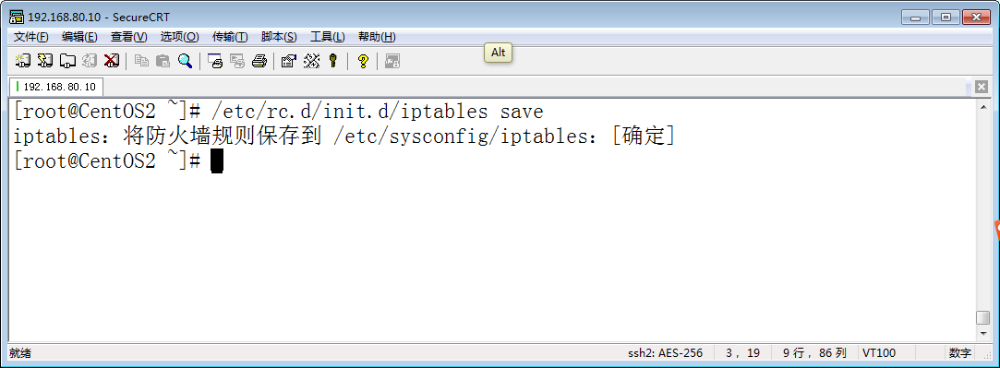 192.168.80.10 - SecureCRT
文件(F) 编辑(E) 查看(V) 选项(O) 传输(T) 脚本(S) 工具(L) 帮助(H)
Alt
192.168.80.10
[root@CentOS2 ~]# /etc/rc.d/init.d/iptables save
iptables：将防火墙规则保存到 /etc/sysconfig/iptables：[确定]
[root@CentOS2 ~]#
就绪 ssh2: AES-256 3, 19 9 行, 86 列 VT100 数字